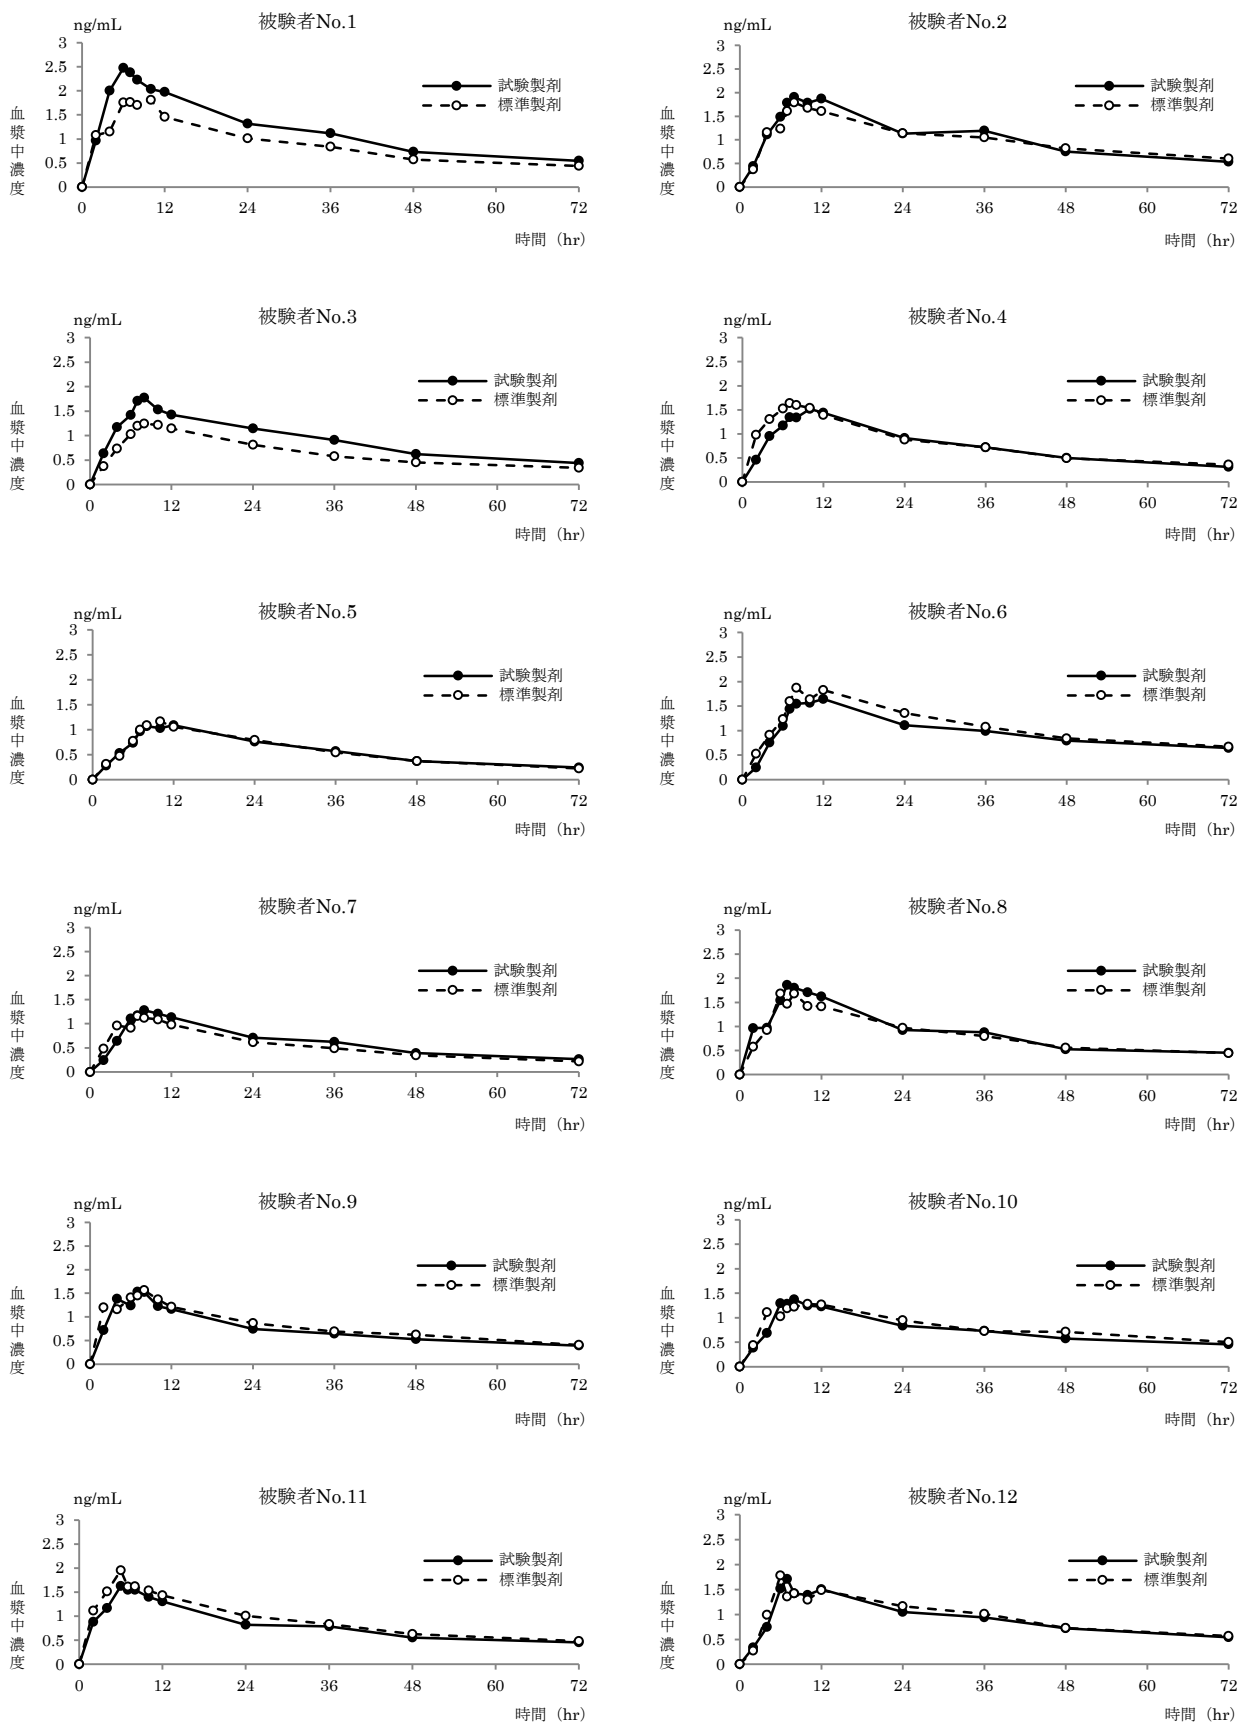 ng/mL
被験者No.1
3
2.5
2
1.5
1
0.5
0
血漿中濃度
試験製剤
標準製剤
0 12 24 36 48 60 72
時間（hr）
ng/mL
被験者No.2
3
2.5
2
1.5
1
0.5
0
血漿中濃度
試験製剤
標準製剤
0 12 24 36 48 60 72
時間（hr）
ng/mL
被験者No.3
3
2.5
2
1.5
1
0.5
0
血漿中濃度
試験製剤
標準製剤
0 12 24 36 48 60 72
時間（hr）
ng/mL
被験者No.4
3
2.5
2
1.5
1
0.5
0
血漿中濃度
試験製剤
標準製剤
0 12 24 36 48 60 72
時間（hr）
ng/mL
被験者No.5
3
2.5
2
1.5
1
0.5
0
血漿中濃度
試験製剤
標準製剤
0 12 24 36 48 60 72
時間（hr）
ng/mL
被験者No.6
3
2.5
2
1.5
1
0.5
0
血漿中濃度
試験製剤
標準製剤
0 12 24 36 48 60 72
時間（hr）
ng/mL
被験者No.7
3
2.5
2
1.5
1
0.5
0
血漿中濃度
試験製剤
標準製剤
0 12 24 36 48 60 72
時間（hr）
ng/mL
被験者No.8
3
2.5
2
1.5
1
0.5
0
血漿中濃度
試験製剤
標準製剤
0 12 24 36 48 60 72
時間（hr）
ng/mL
被験者No.9
3
2.5
2
1.5
1
0.5
0
血漿中濃度
試験製剤
標準製剤
0 12 24 36 48 60 72
時間（hr）
ng/mL
被験者No.10
3
2.5
2
1.5
1
0.5
0
血漿中濃度
試験製剤
標準製剤
0 12 24 36 48 60 72
時間（hr）
ng/mL
被験者No.11
3
2.5
2
1.5
1
0.5
0
血漿中濃度
試験製剤
標準製剤
0 12 24 36 48 60 72
時間（hr）
ng/mL
被験者No.12
3
2.5
2
1.5
1
0.5
0
血漿中濃度
試験製剤
標準製剤
0 12 24 36 48 60 72
時間（hr）